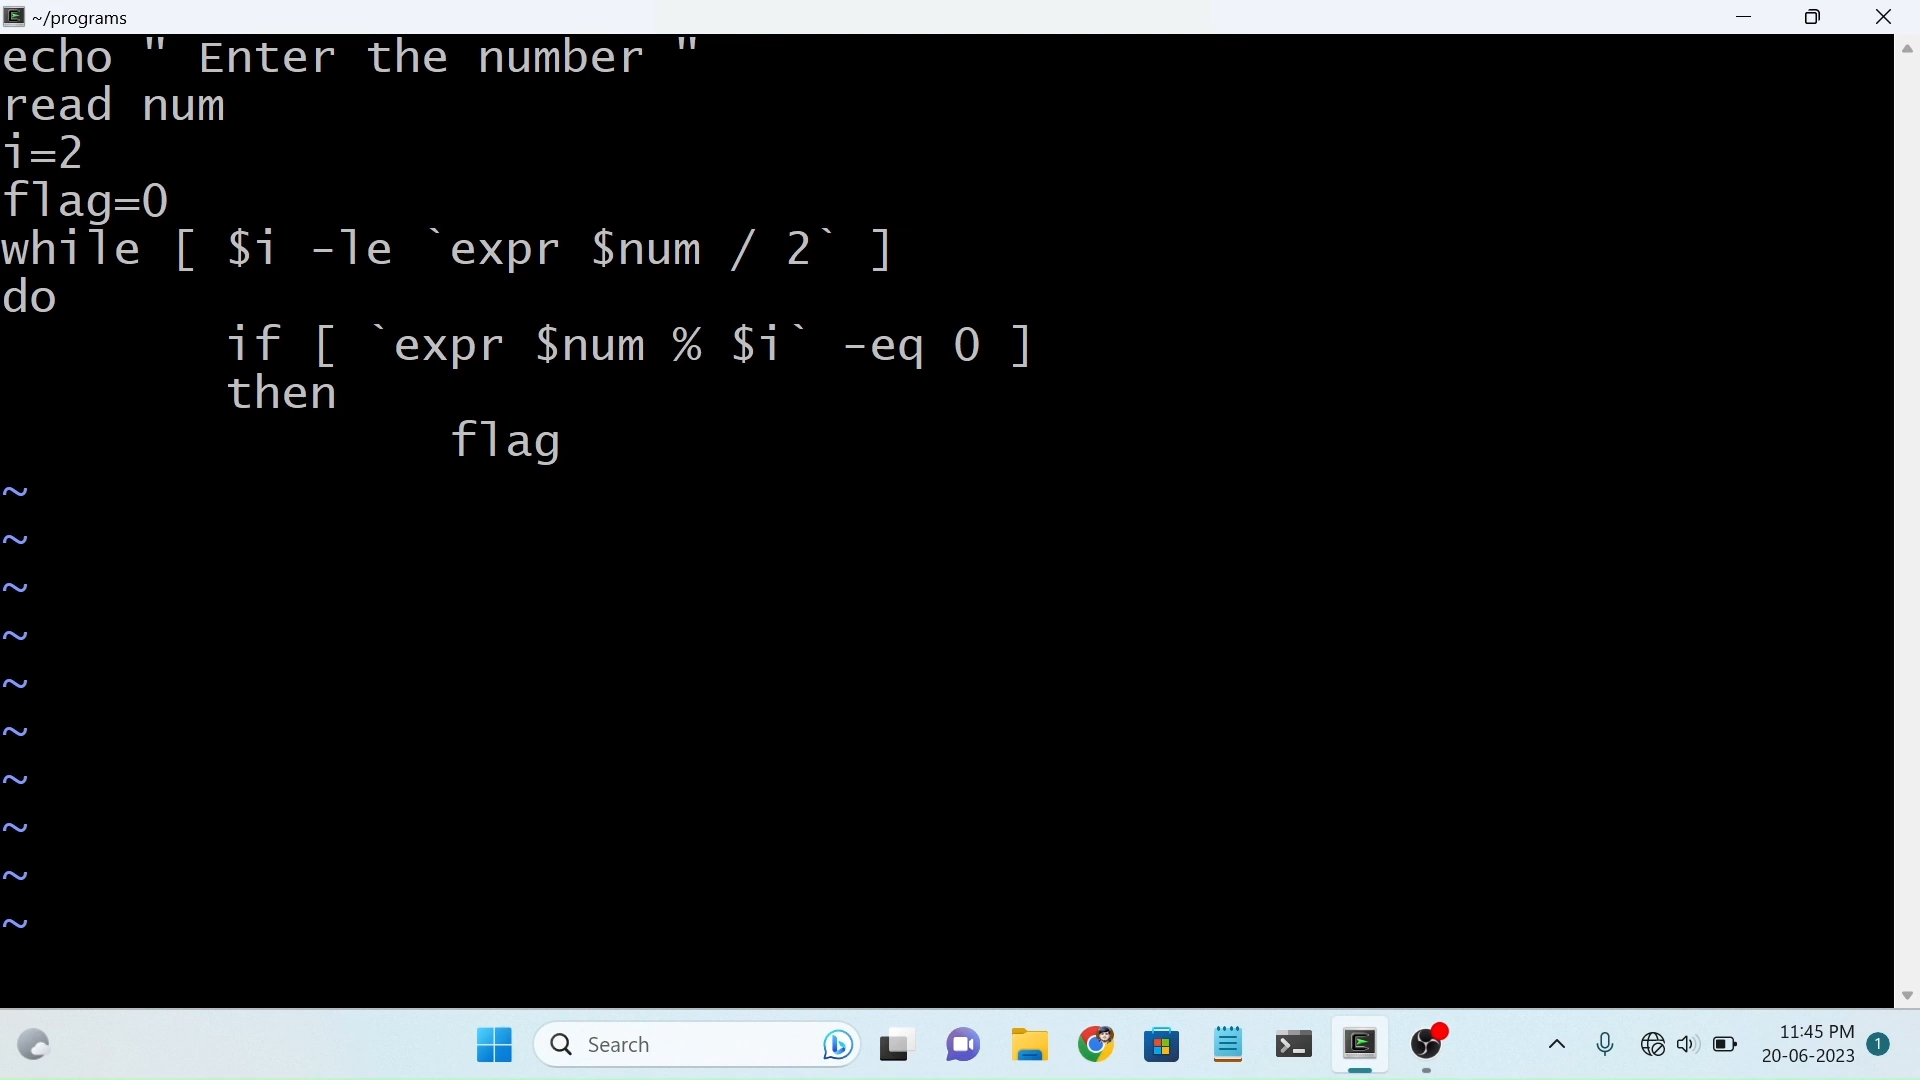 ~/programs
echo " Enter the number "
read num
i=2
flag=0
while [ $i -le `expr $num / 2` ]
do
if [ `expr $num % $i` -eq 0 ]
then
flag
~
~
~
~
~
~
~
~
~
~
Search
11:45 PM
20-06-2023
1